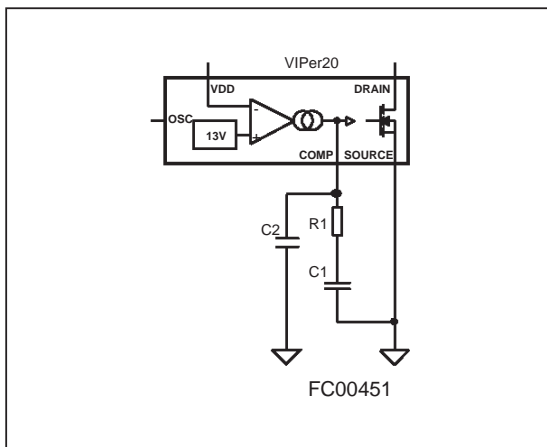 VIPer20
VDD
DRAIN
OSC
-
13V
+
COMP
SOURCE
C2
R1
C1
FC00451